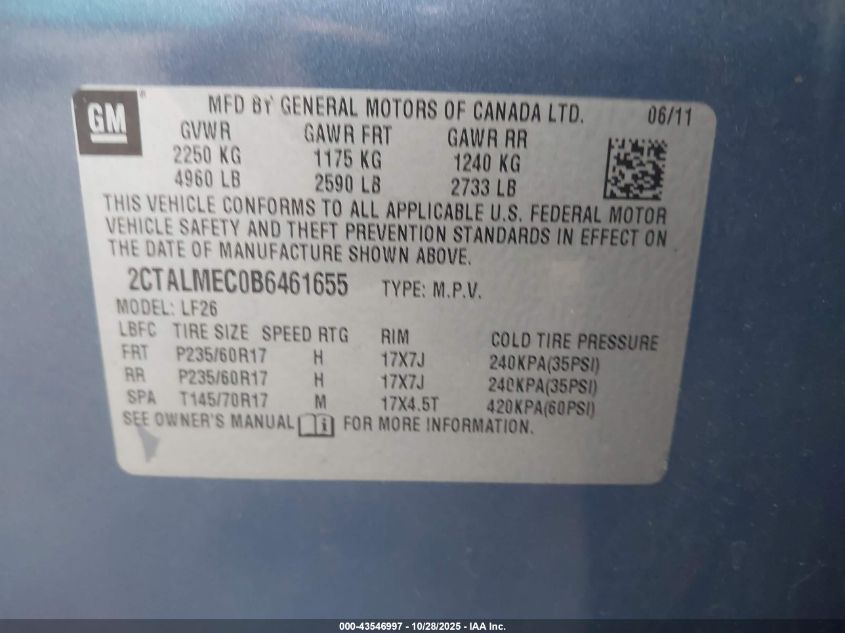 GM MFD BY GENERAL MOTORS OF CANADA LTD. 06/11
GVWR GAWR FRT GAWR RR
2250 KG 1175 KG 1240 KG
4960 LB 2590 LB 2733 LB
THIS VEHICLE CONFORMS TO ALL APPLICABLE U.S. FEDERAL MOTOR
VEHICLE SAFETY AND THEFT PREVENTION STANDARDS IN EFFECT ON
THE DATE OF MANUFACTURE SHOWN ABOVE.
2CTALMEC0B6461655 TYPE: M.P.V.
MODEL: LF26
LBFC TIRE SIZE SPEED RTG RIM COLD TIRE PRESSURE
FRT P235/60R17 H 17X7J 240KPA(35PSI)
RR P235/60R17 H 17X7J 240KPA(35PSI)
SPA T145/70R17 M 17X4.5T 420KPA(60PSI)
SEE OWNER'S MANUAL i FOR MORE INFORMATION.
000-43546997 - 10/28/2025 - IAA Inc.